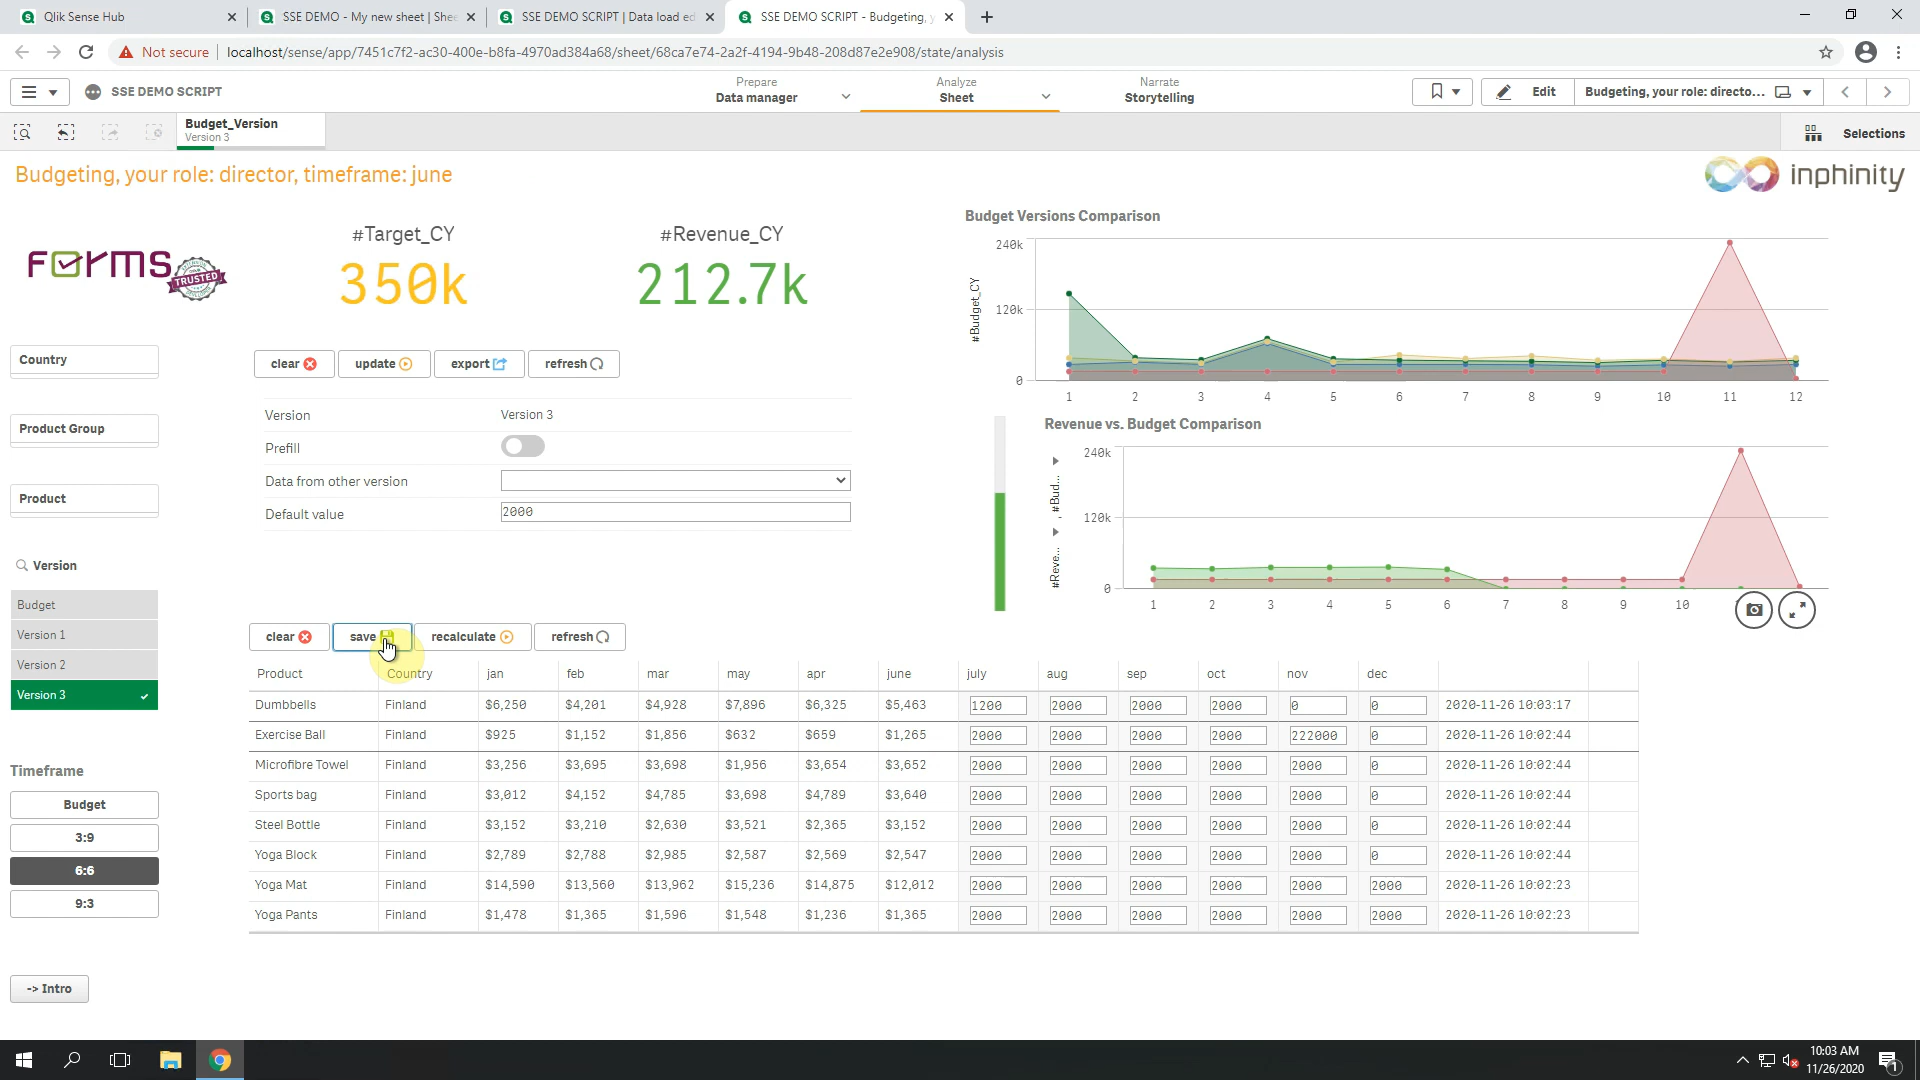 Qlik Sense Hub
SSE DEMO - My new sheet | Shee
SSE DEMO SCRIPT | Data load ed
SSE DEMO SCRIPT - Budgeting, y
Not secure
localhost/sense/app/7451c7f2-ac30-400e-b8fa-4970ad384a68/sheet/68ca7e74-2a2f-4194-9b48-208d87e2e908/state/analysis
SSE DEMO SCRIPT
Prepare
Data manager
Analyze
Sheet
Narrate
Storytelling
Edit
Budgeting, your role: directo...
Budget_Version
Version 3
Selections
Budgeting, your role: director, timeframe: june
inphinity
FORMS
TRUSTED
#Target_CY
350k
#Revenue_CY
212.7k
Budget Versions Comparison
#Budget_CY
240k
120k
0
1 2 3 4 5 6 7 8 9 10 11 12
Country
Product Group
Product
clear
update
export
refresh
Version Version 3
Prefill
Data from other version
Default value 2000
Revenue vs. Budget Comparison
#Reve... , #Bud...
240k
120k
0
1 2 3 4 5 6 7 8 9 10
Version
Budget
Version 1
Version 2
Version 3
clear
save
recalculate
refresh
Product Country jan feb mar may apr june july aug sep oct nov dec
Dumbbells Finland $6,250 $4,201 $4,928 $7,896 $6,325 $5,463 1200 2000 2000 2000 0 0 2020-11-26 10:03:17
Exercise Ball Finland $925 $1,152 $1,856 $632 $659 $1,265 2000 2000 2000 2000 222000 0 2020-11-26 10:02:44
Microfibre Towel Finland $3,256 $3,695 $3,698 $1,956 $3,654 $3,652 2000 2000 2000 2000 2000 0 2020-11-26 10:02:44
Sports bag Finland $3,012 $4,152 $4,785 $3,698 $4,789 $3,640 2000 2000 2000 2000 2000 0 2020-11-26 10:02:44
Steel Bottle Finland $3,152 $3,210 $2,630 $3,521 $2,365 $3,152 2000 2000 2000 2000 2000 0 2020-11-26 10:02:44
Yoga Block Finland $2,789 $2,788 $2,985 $2,587 $2,569 $2,547 2000 2000 2000 2000 2000 0 2020-11-26 10:02:44
Yoga Mat Finland $14,590 $13,560 $13,962 $15,236 $14,875 $12,012 2000 2000 2000 2000 2000 2000 2020-11-26 10:02:23
Yoga Pants Finland $1,478 $1,365 $1,596 $1,548 $1,236 $1,365 2000 2000 2000 2000 2000 2000 2020-11-26 10:02:23
Timeframe
Budget
3:9
6:6
9:3
-> Intro
10:03 AM
11/26/2020
1